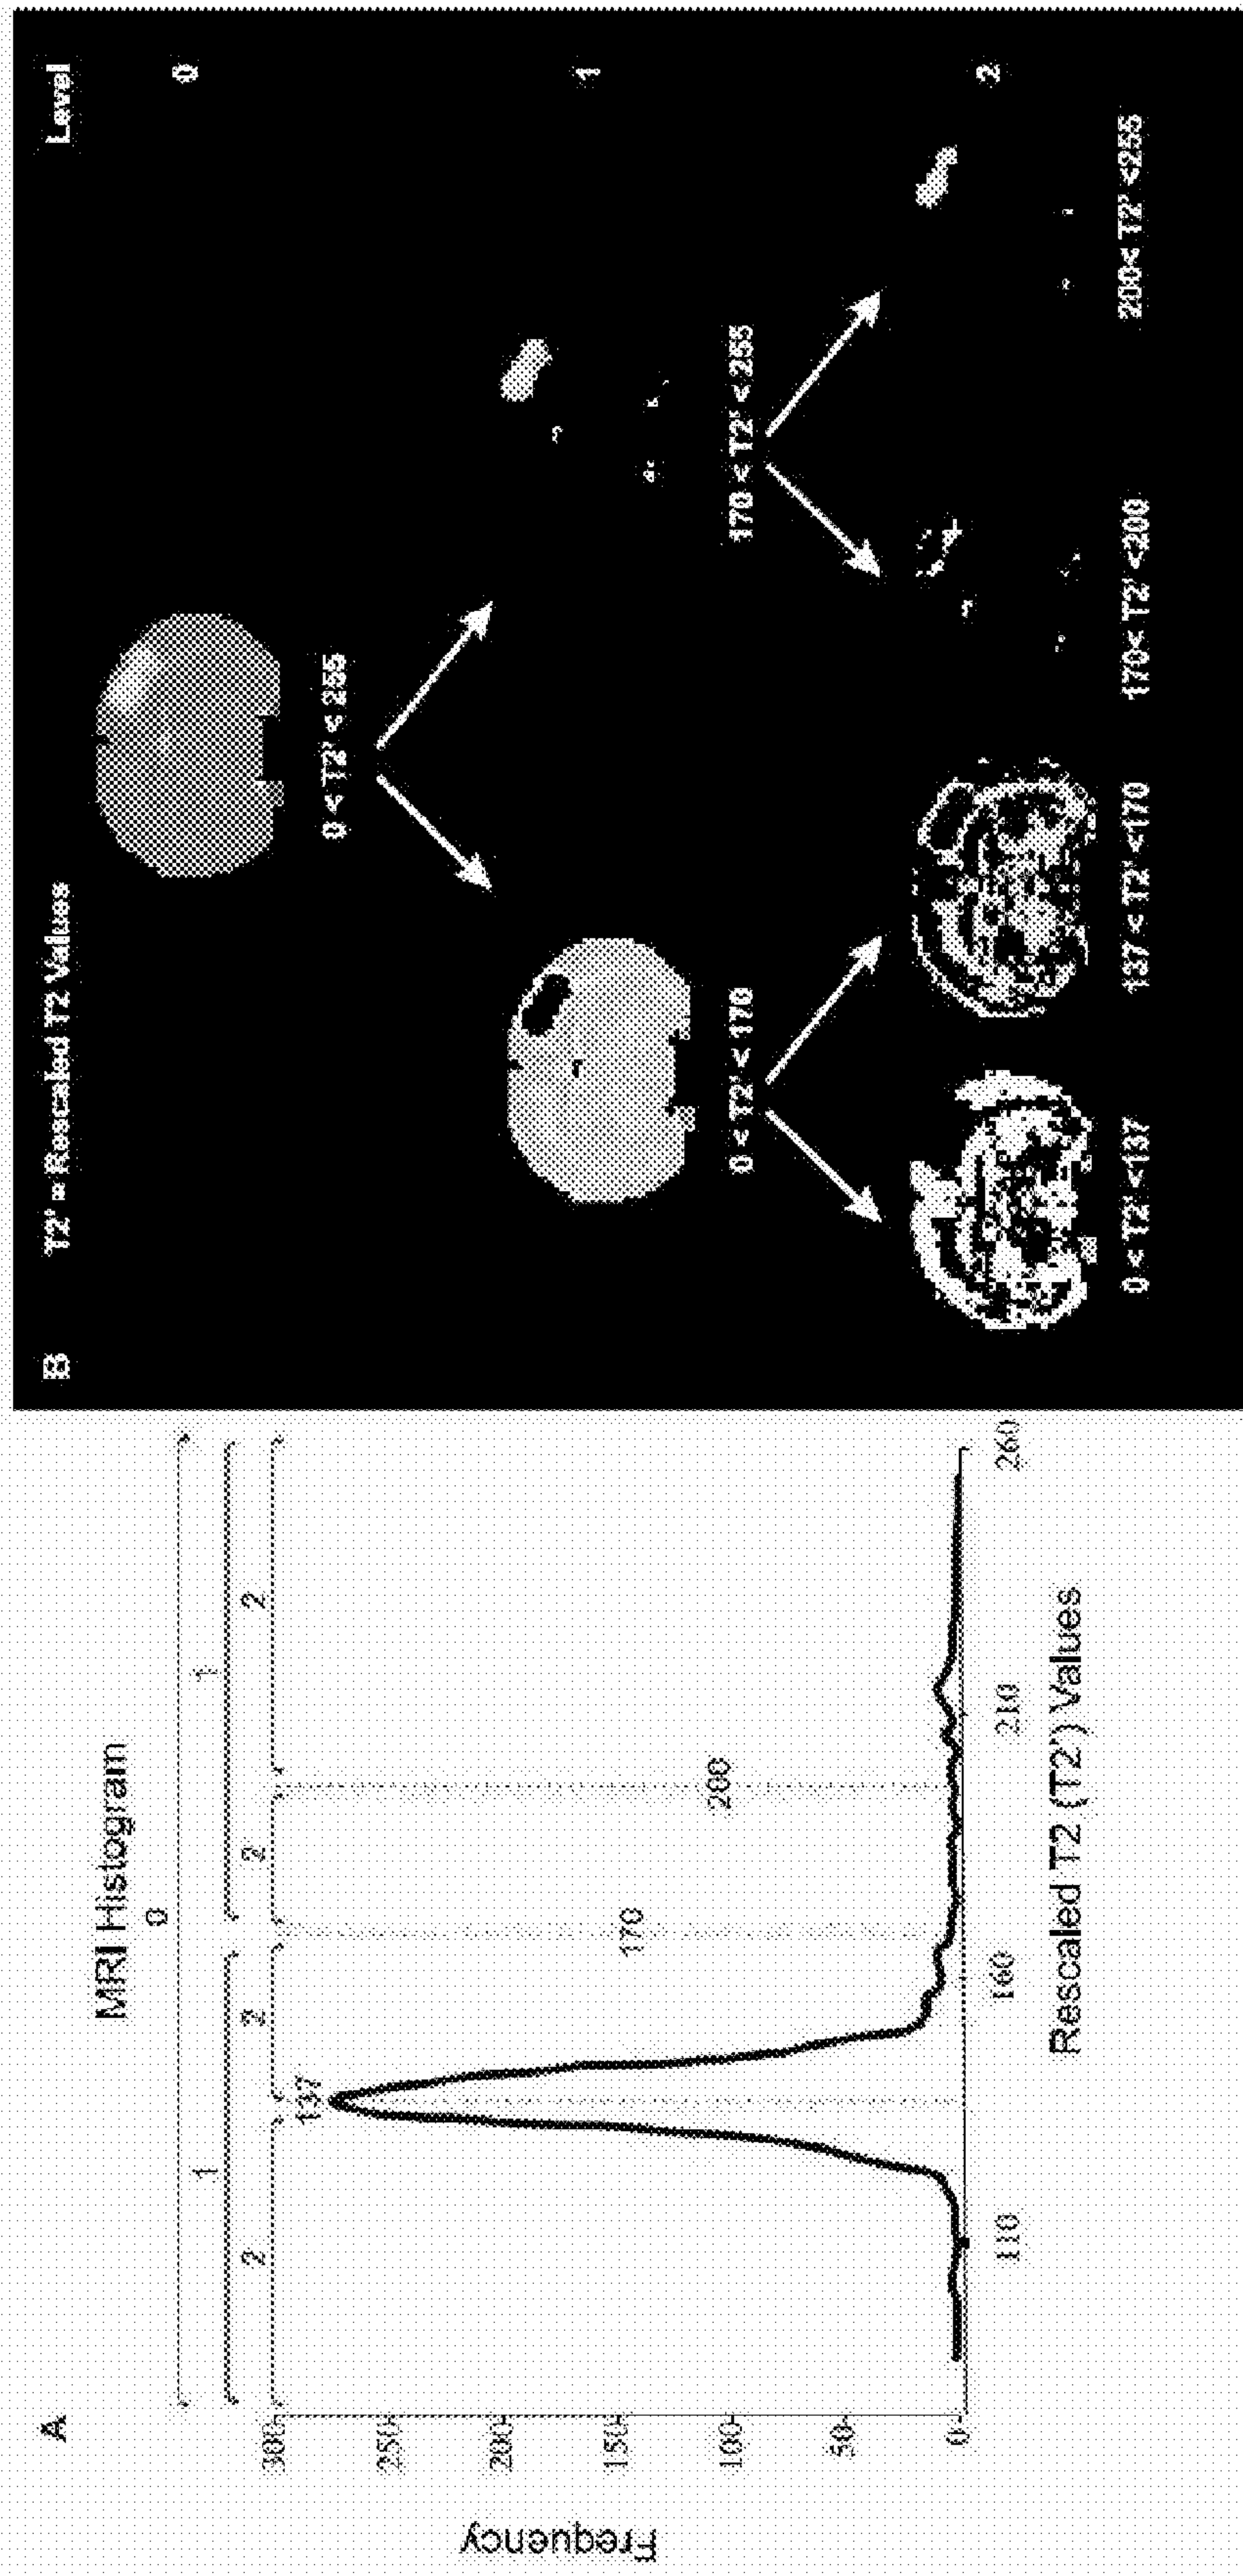 A
MRI Histogram
0
1 1
2 2 2 2
137
170
200
300
250
200
150
100
50
0
110 160 210 260
Frequency
Rescaled T2 (T2') Values
B T2' = Rescaled T2 Values Level
0
0 < T2' < 255
1
0 < T2' < 170 170 < T2' < 255
2
0 < T2' <137 137 < T2' <170 170< T2' <200 200< T2' <255